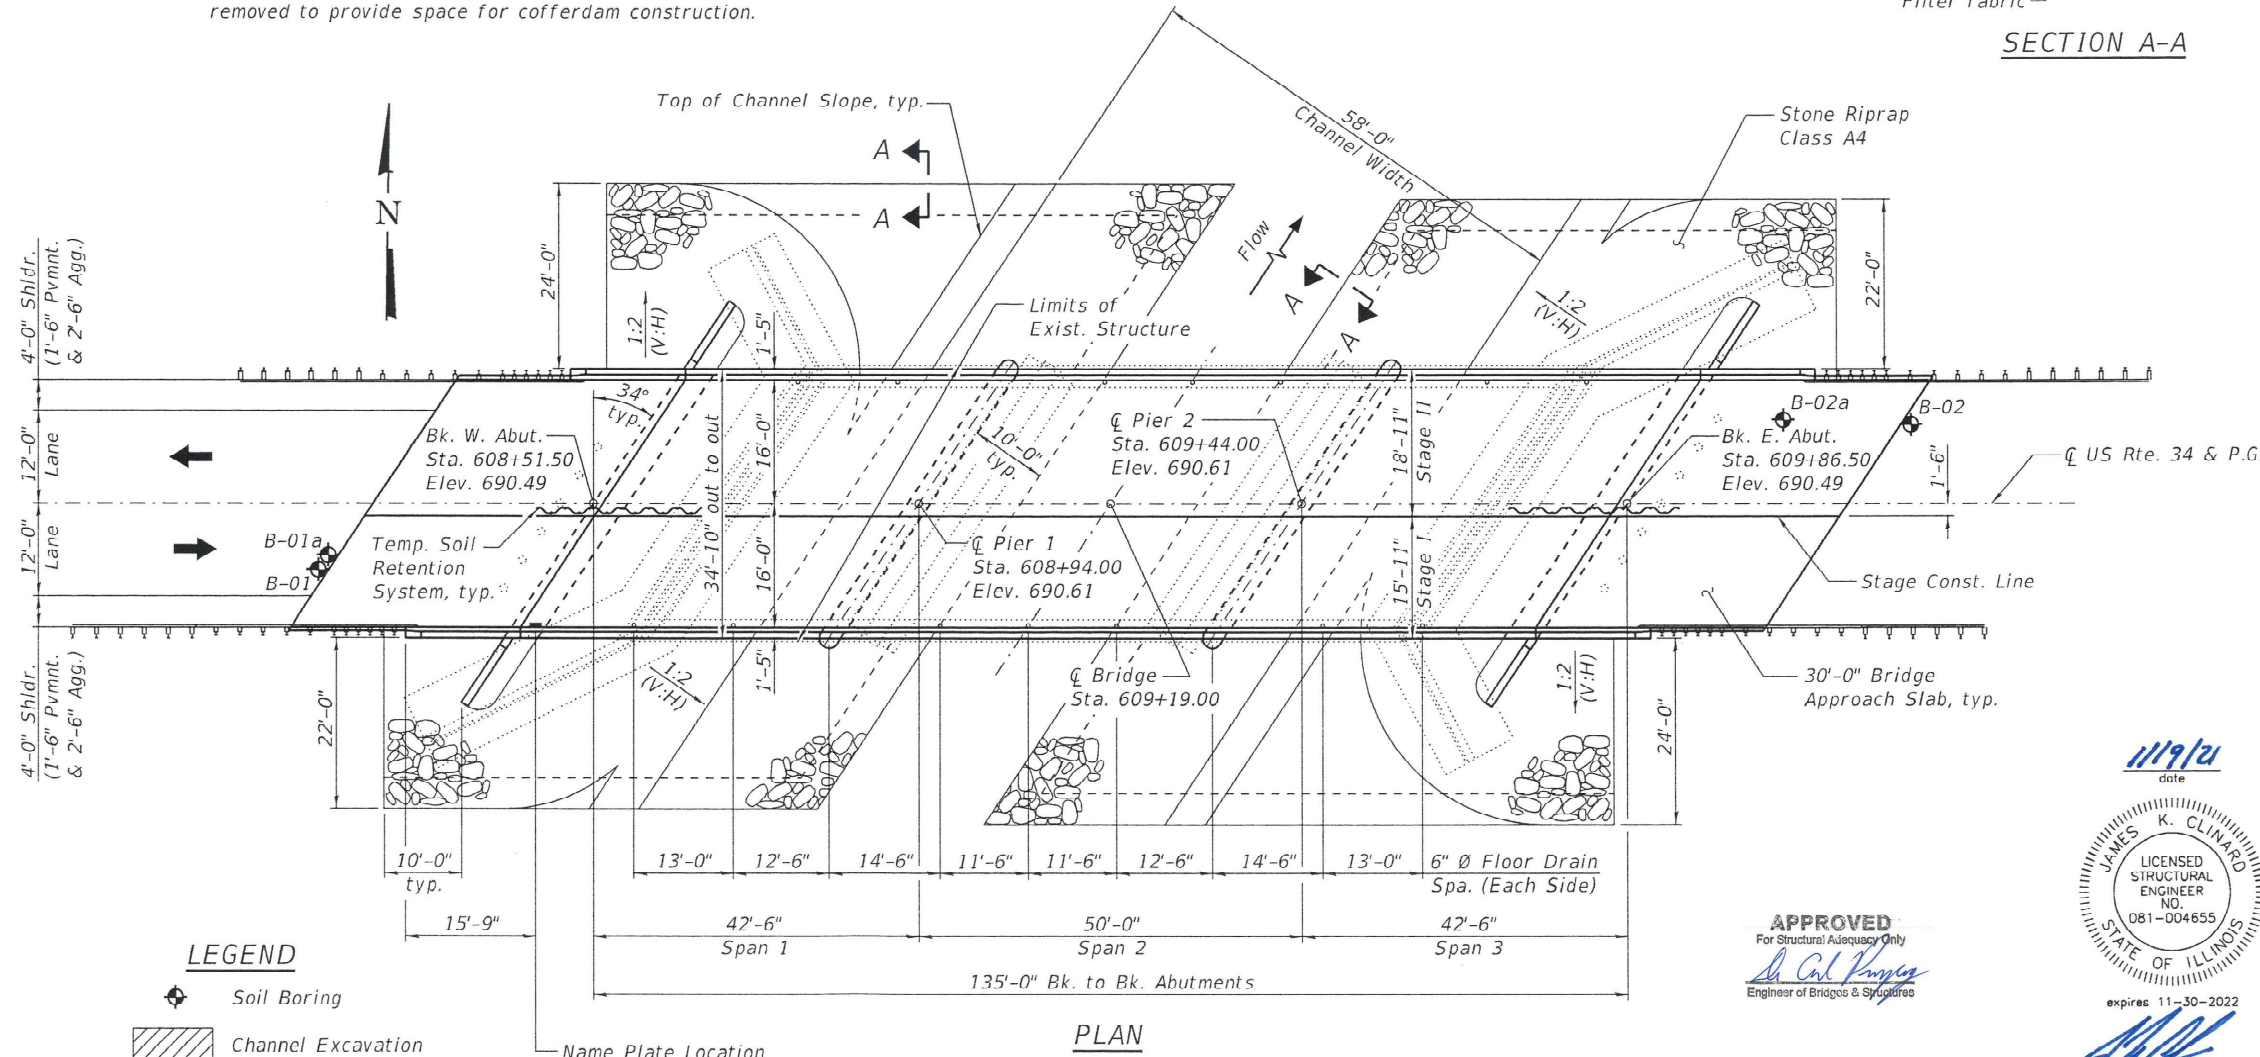 removed to provide space for cofferdam construction.
Filter Fabric
SECTION A-A
Top of Channel Slope, typ.
58'-0"
Channel Width
Stone Riprap
Class A4
A
A
N
Flow
A
A
24'-0"
22'-0"
4'-0" Shldr.
(1'-6" Pvmnt.
& 2'-6" Agg.)
1:2
(V:H)
1'-5"
Limits of
Exist. Structure
1:2
(V:H)
34°
typ.
12'-0"
Lane
Bk. W. Abut.
Sta. 608+51.50
Elev. 690.49
34'-10" out to out
16'-0"
10'-0"
typ.
℄ Pier 2
Sta. 609+44.00
Elev. 690.61
18'-11"
Stage II
B-02a
B-02
Bk. E. Abut.
Sta. 609+86.50
Elev. 690.49
1'-6"
℄ US Rte. 34 & P.G
12'-0"
Lane
B-01a
B-01
Temp. Soil
Retention
System, typ.
16'-0"
℄ Pier 1
Sta. 608+94.00
Elev. 690.61
15'-11"
Stage I
Stage Const. Line
4'-0" Shldr.
(1'-6" Pvmnt.
& 2'-6" Agg.)
22'-0"
1:2
(V:H)
1'-5"
℄ Bridge
Sta. 609+19.00
1:2
(V:H)
24'-0"
30'-0" Bridge
Approach Slab, typ.
11/9/21
date
10'-0"
typ.
13'-0" 12'-6" 14'-6" 11'-6" 11'-6" 12'-6" 14'-6" 13'-0" 6" Ø Floor Drain
Spa. (Each Side)
15'-9"
42'-6"
Span 1
50'-0"
Span 2
42'-6"
Span 3
135'-0" Bk. to Bk. Abutments
JAMES K. CLINARD
LICENSED
STRUCTURAL
ENGINEER
NO.
081-004655
STATE OF ILLINOIS
expires 11-30-2022
APPROVED
For Structural Adequacy Only
Engineer of Bridges & Structures
LEGEND
Soil Boring
Channel Excavation
Name Plate Location
PLAN